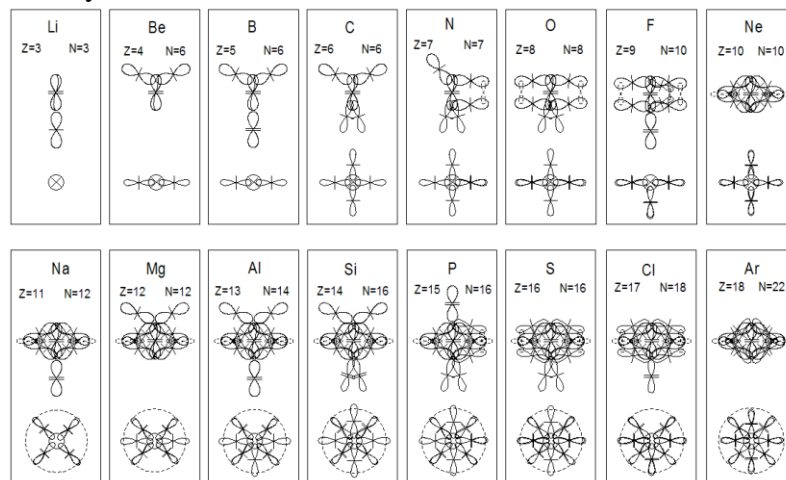 Li Be B C N O F Ne
Z=3 N=3 Z=4 N=6 Z=5 N=6 Z=6 N=6 Z=7 N=7 Z=8 N=8 Z=9 N=10 Z=10 N=10
Na Mg Al Si P S Cl Ar
Z=11 N=12 Z=12 N=12 Z=13 N=14 Z=14 N=16 Z=15 N=16 Z=16 N=16 Z=17 N=18 Z=18 N=22